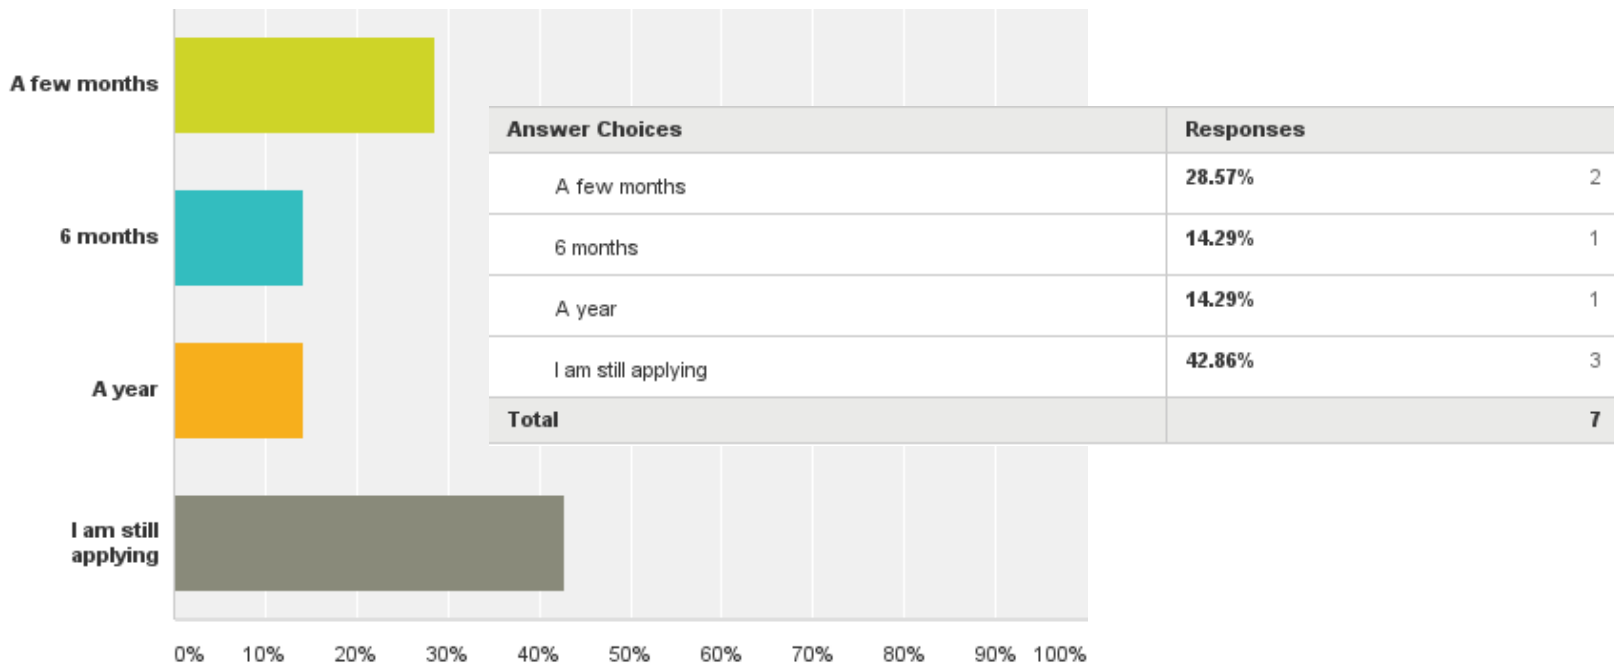 A few months
6 months
A year
I am still
applying
0% 10% 20% 30% 40% 50% 60% 70% 80% 90% 100%
Answer Choices Responses
A few months 28.57% 2
6 months 14.29% 1
A year 14.29% 1
I am still applying 42.86% 3
Total 7